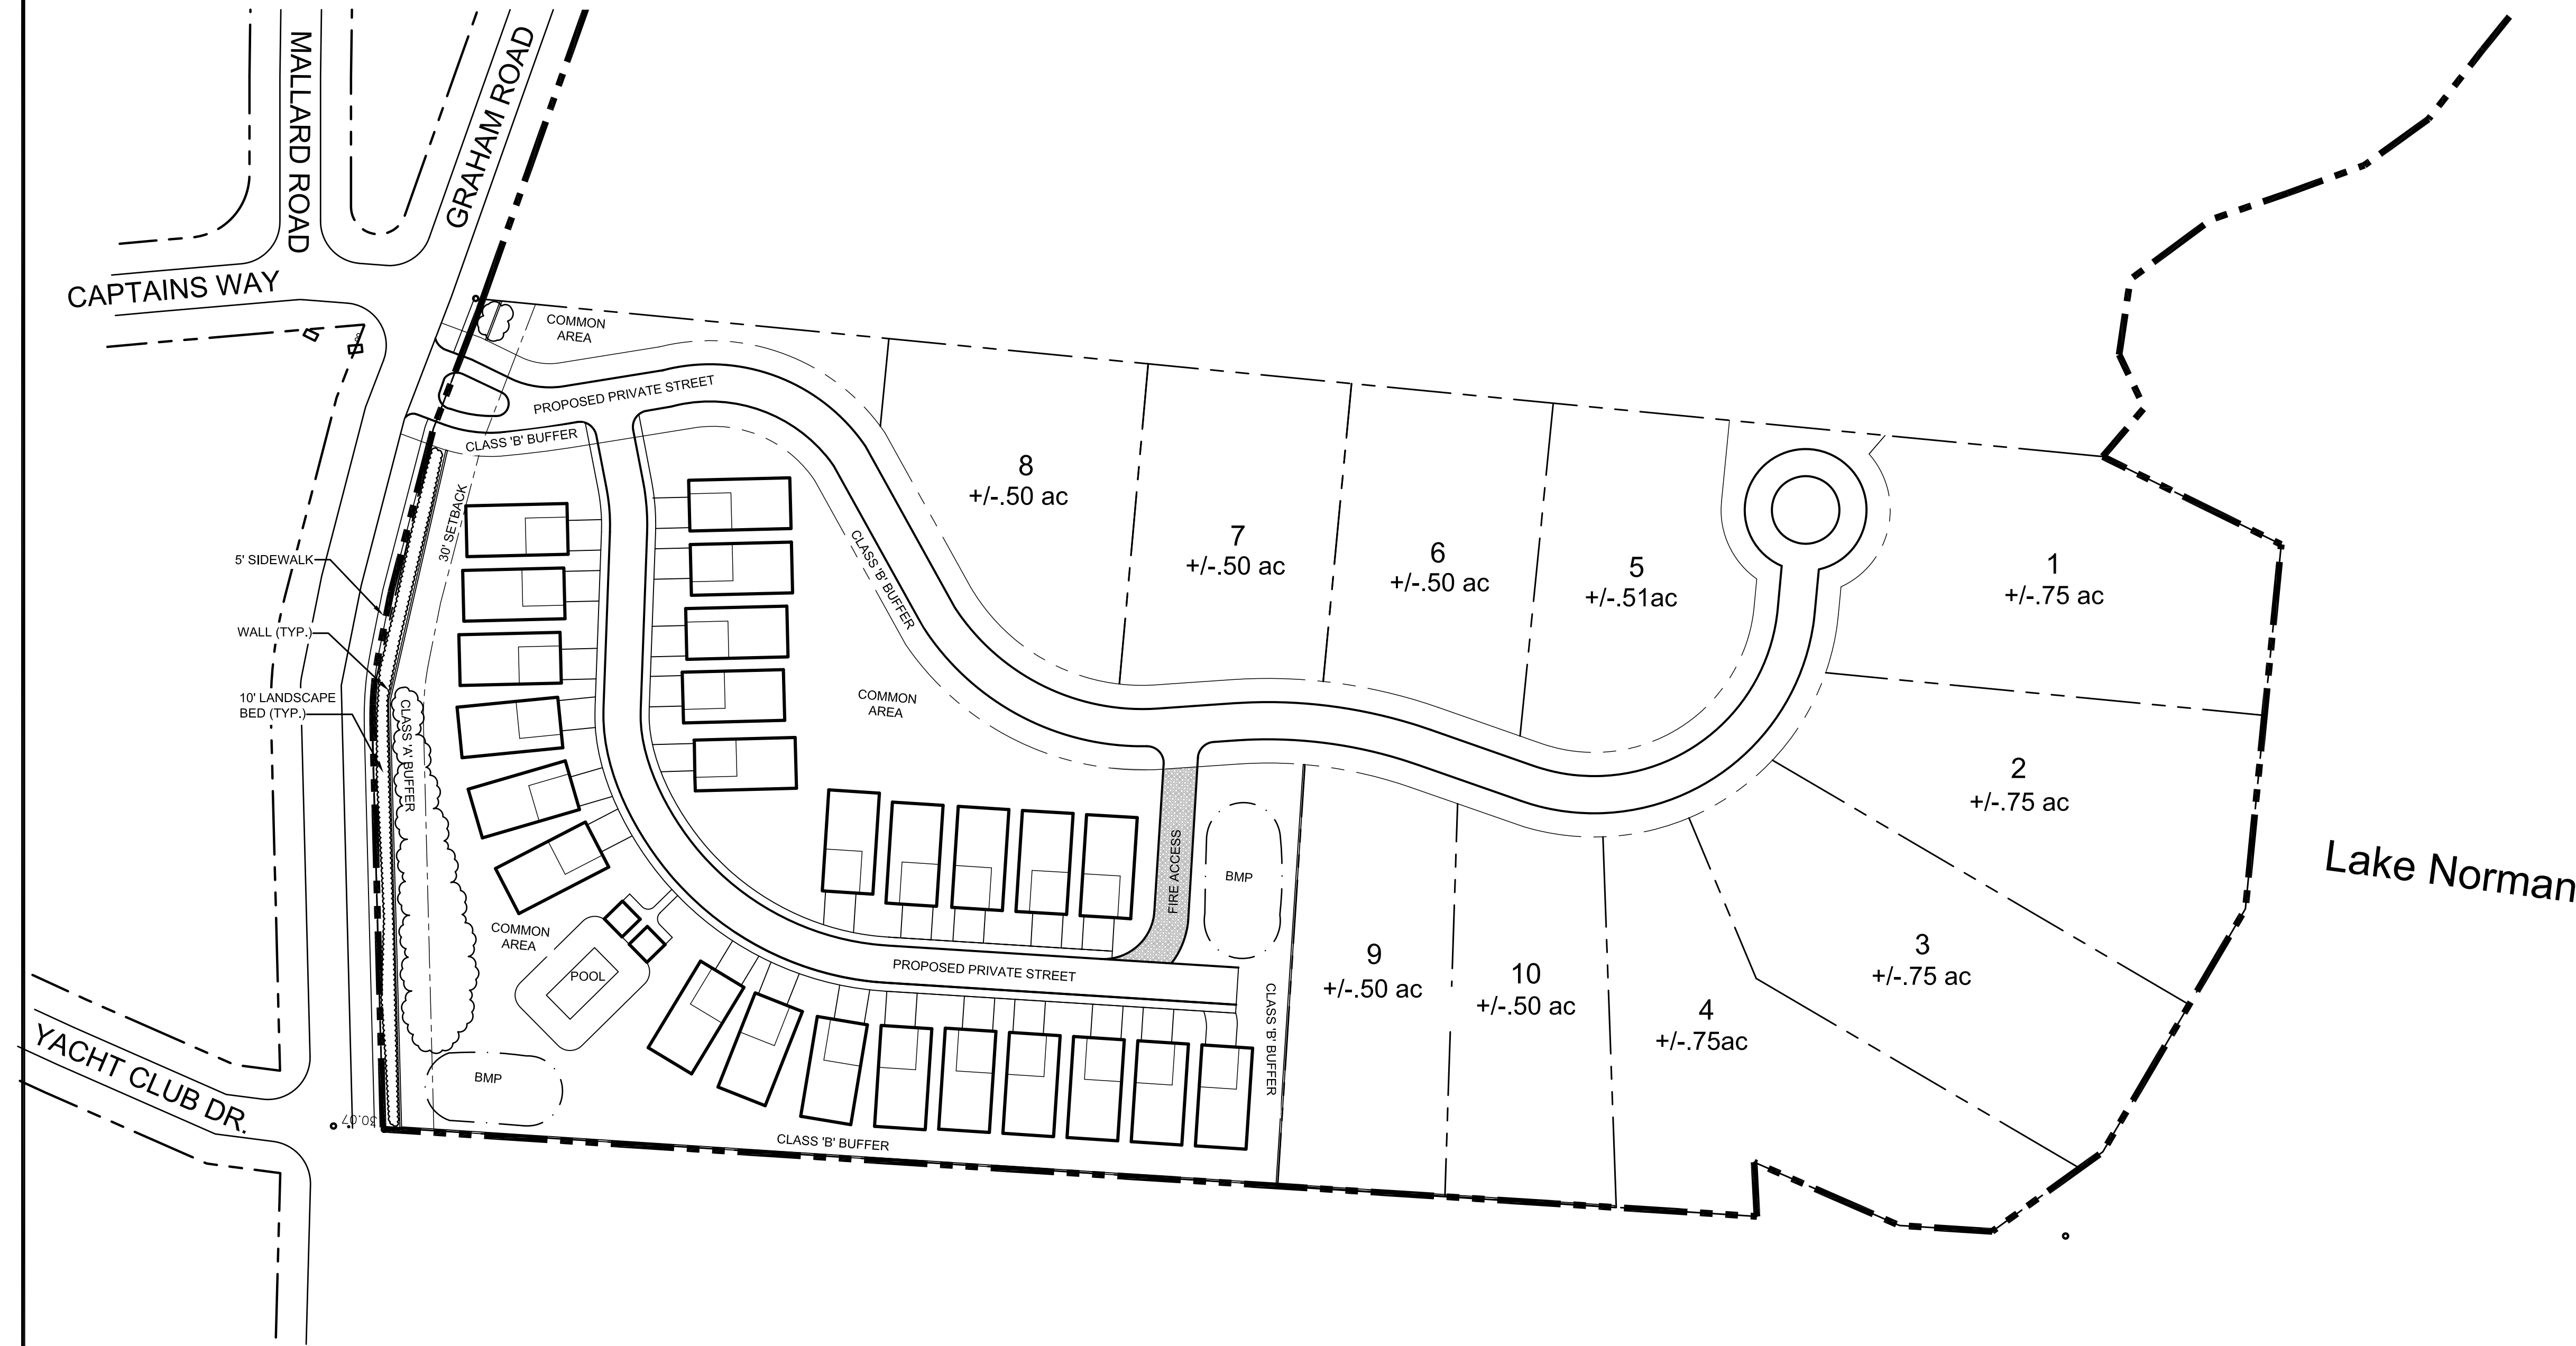 MALLARD ROAD
GRAHAM ROAD
CAPTAINS WAY
COMMON
AREA
PROPOSED PRIVATE STREET
CLASS 'B' BUFFER
30' SETBACK
5' SIDEWALK
WALL (TYP.)
10' LANDSCAPE
BED (TYP.)
CLASS 'A' BUFFER
CLASS 'B' BUFFER
COMMON
AREA
8
+/-.50 ac
7
+/-.50 ac
6
+/-.50 ac
5
+/-.51ac
1
+/-.75 ac
2
+/-.75 ac
Lake Norman
FIRE ACCESS
BMP
COMMON
AREA
POOL
PROPOSED PRIVATE STREET
CLASS 'B' BUFFER
9
+/-.50 ac
10
+/-.50 ac
3
+/-.75 ac
4
+/-.75ac
YACHT CLUB DR.
30.07
BMP
CLASS 'B' BUFFER